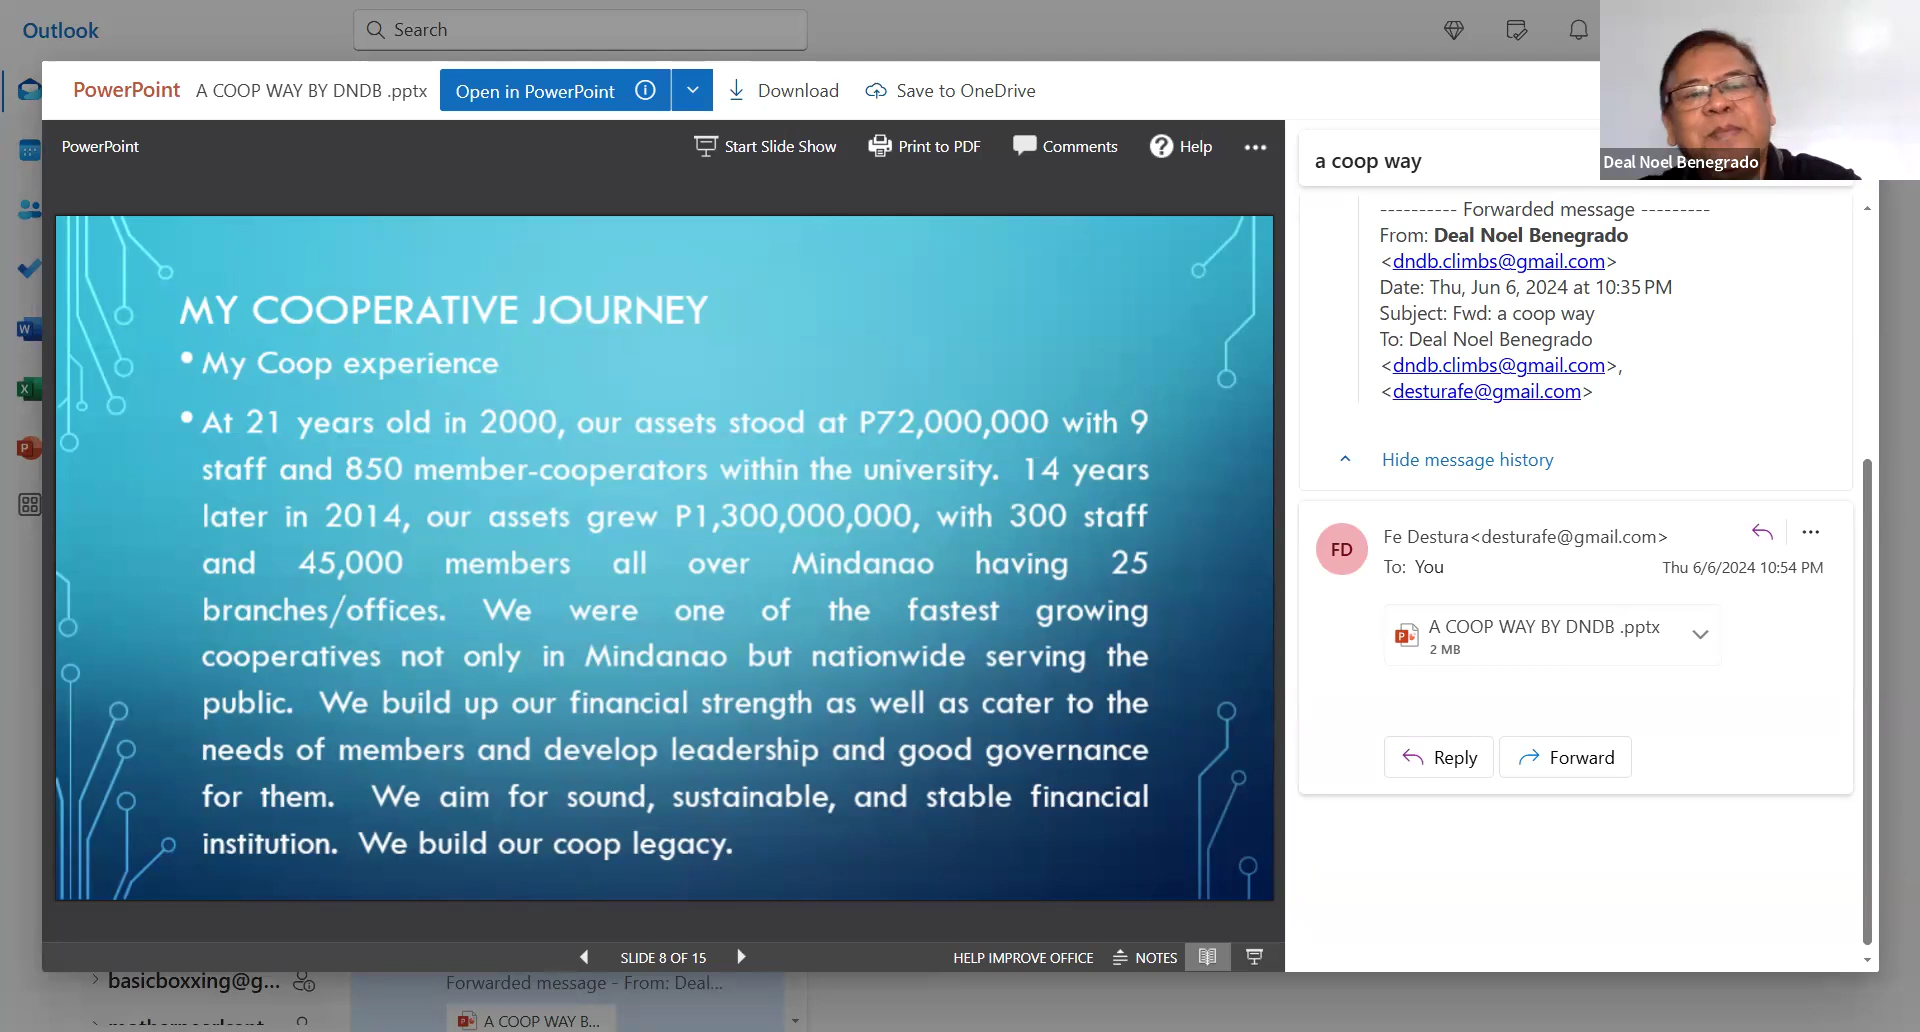 Outlook
Search
PowerPoint A COOP WAY BY DNDB .pptx Open in PowerPoint Download Save to OneDrive
PowerPoint Start Slide Show Print to PDF Comments Help
MY COOPERATIVE JOURNEY
• My Coop experience
• At 21 years old in 2000, our assets stood at P72,000,000 with 9
staff and 850 member-cooperators within the university. 14 years
later in 2014, our assets grew P1,300,000,000, with 300 staff
and 45,000 members all over Mindanao having 25
branches/offices. We were one of the fastest growing
cooperatives not only in Mindanao but nationwide serving the
public. We build up our financial strength as well as cater to the
needs of members and develop leadership and good governance
for them. We aim for sound, sustainable, and stable financial
institution. We build our coop legacy.
SLIDE 8 OF 15 HELP IMPROVE OFFICE NOTES
a coop way
Deal Noel Benegrado
---------- Forwarded message ---------
From: Deal Noel Benegrado
<dndb.climbs@gmail.com>
Date: Thu, Jun 6, 2024 at 10:35 PM
Subject: Fwd: a coop way
To: Deal Noel Benegrado
<dndb.climbs@gmail.com>,
<desturafe@gmail.com>
Hide message history
FD
Fe Destura<desturafe@gmail.com>
To: You Thu 6/6/2024 10:54 PM
A COOP WAY BY DNDB .pptx
2 MB
Reply Forward
basicboxxing@g...
Forwarded message - From: Deal...
A COOP WAY B...